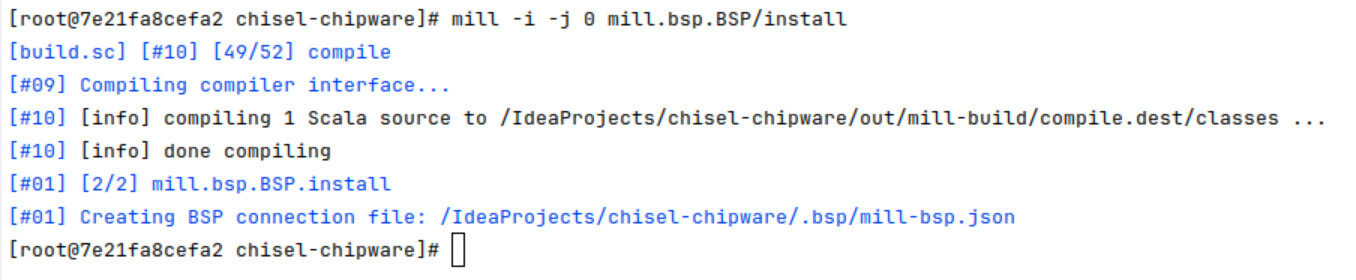 [root@7e21fa8cefa2 chisel-chipware]# mill -i -j 0 mill.bsp.BSP/install
[build.sc] [#10] [49/52] compile
[#09] Compiling compiler interface...
[#10] [info] compiling 1 Scala source to /IdeaProjects/chisel-chipware/out/mill-build/compile.dest/classes ...
[#10] [info] done compiling
[#01] [2/2] mill.bsp.BSP.install
[#01] Creating BSP connection file: /IdeaProjects/chisel-chipware/.bsp/mill-bsp.json
[root@7e21fa8cefa2 chisel-chipware]#